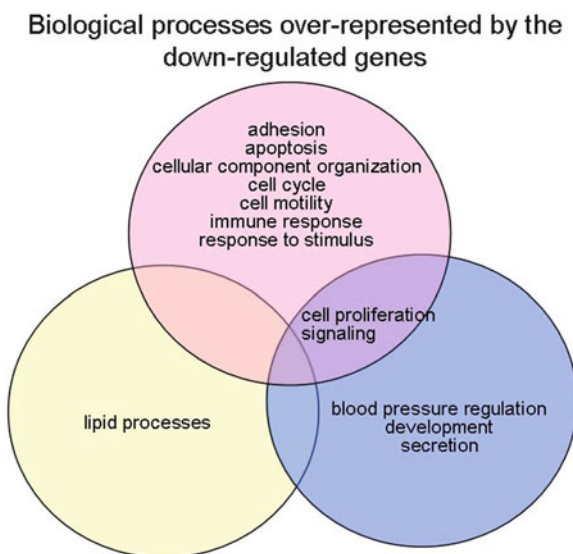 Biological processes over-represented by the
down-regulated genes
adhesion
apoptosis
cellular component organization
cell cycle
cell motility
immune response
response to stimulus
cell proliferation
signaling
lipid processes
blood pressure regulation
development
secretion